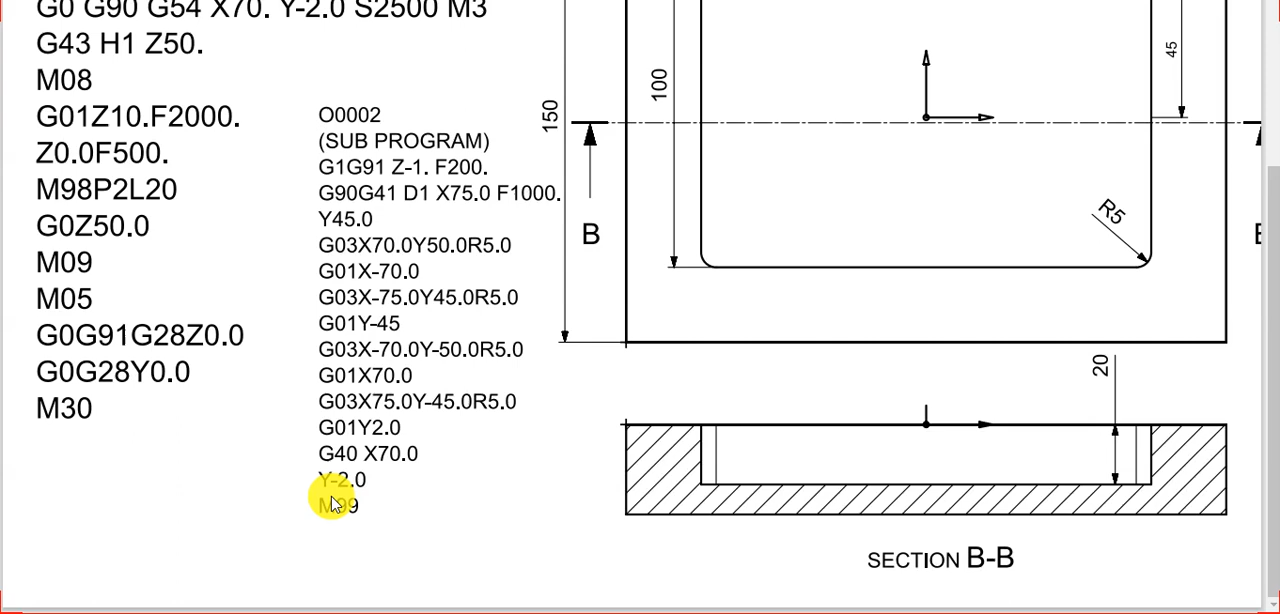 G0 G90 G54 X70. Y-2.0 S2500 M3
G43 H1 Z50.
M08
G01Z10.F2000.
Z0.0F500.
M98P2L20
G0Z50.0
M09
M05
G0G91G28Z0.0
G0G28Y0.0
M30
O0002
(SUB PROGRAM)
G1G91 Z-1. F200.
G90G41 D1 X75.0 F1000.
Y45.0
G03X70.0Y50.0R5.0
G01X-70.0
G03X-75.0Y45.0R5.0
G01Y-45
G03X-70.0Y-50.0R5.0
G01X70.0
G03X75.0Y-45.0R5.0
G01Y2.0
G40 X70.0
Y-2.0
M99
150
100
45
B
R5
20
SECTION B-B